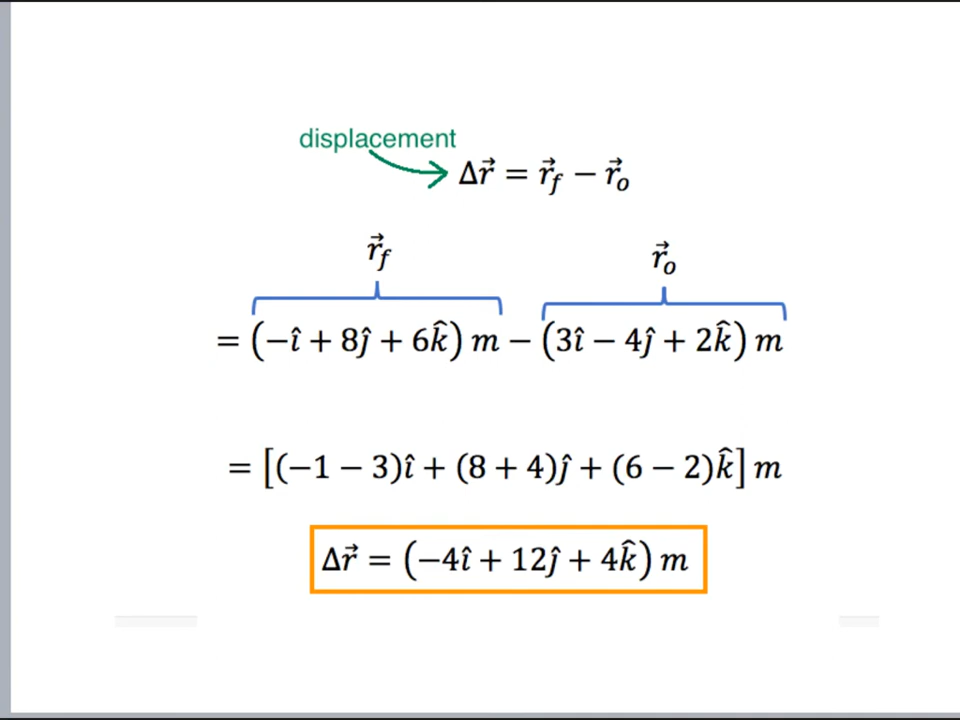 displacement
Δr⃗ = r⃗_f − r⃗_o
r⃗_f r⃗_o
= (−î + 8ĵ + 6k̂) m − (3î − 4ĵ + 2k̂) m
= [(−1 − 3)î + (8 + 4)ĵ + (6 − 2)k̂] m
Δr⃗ = (−4î + 12ĵ + 4k̂) m